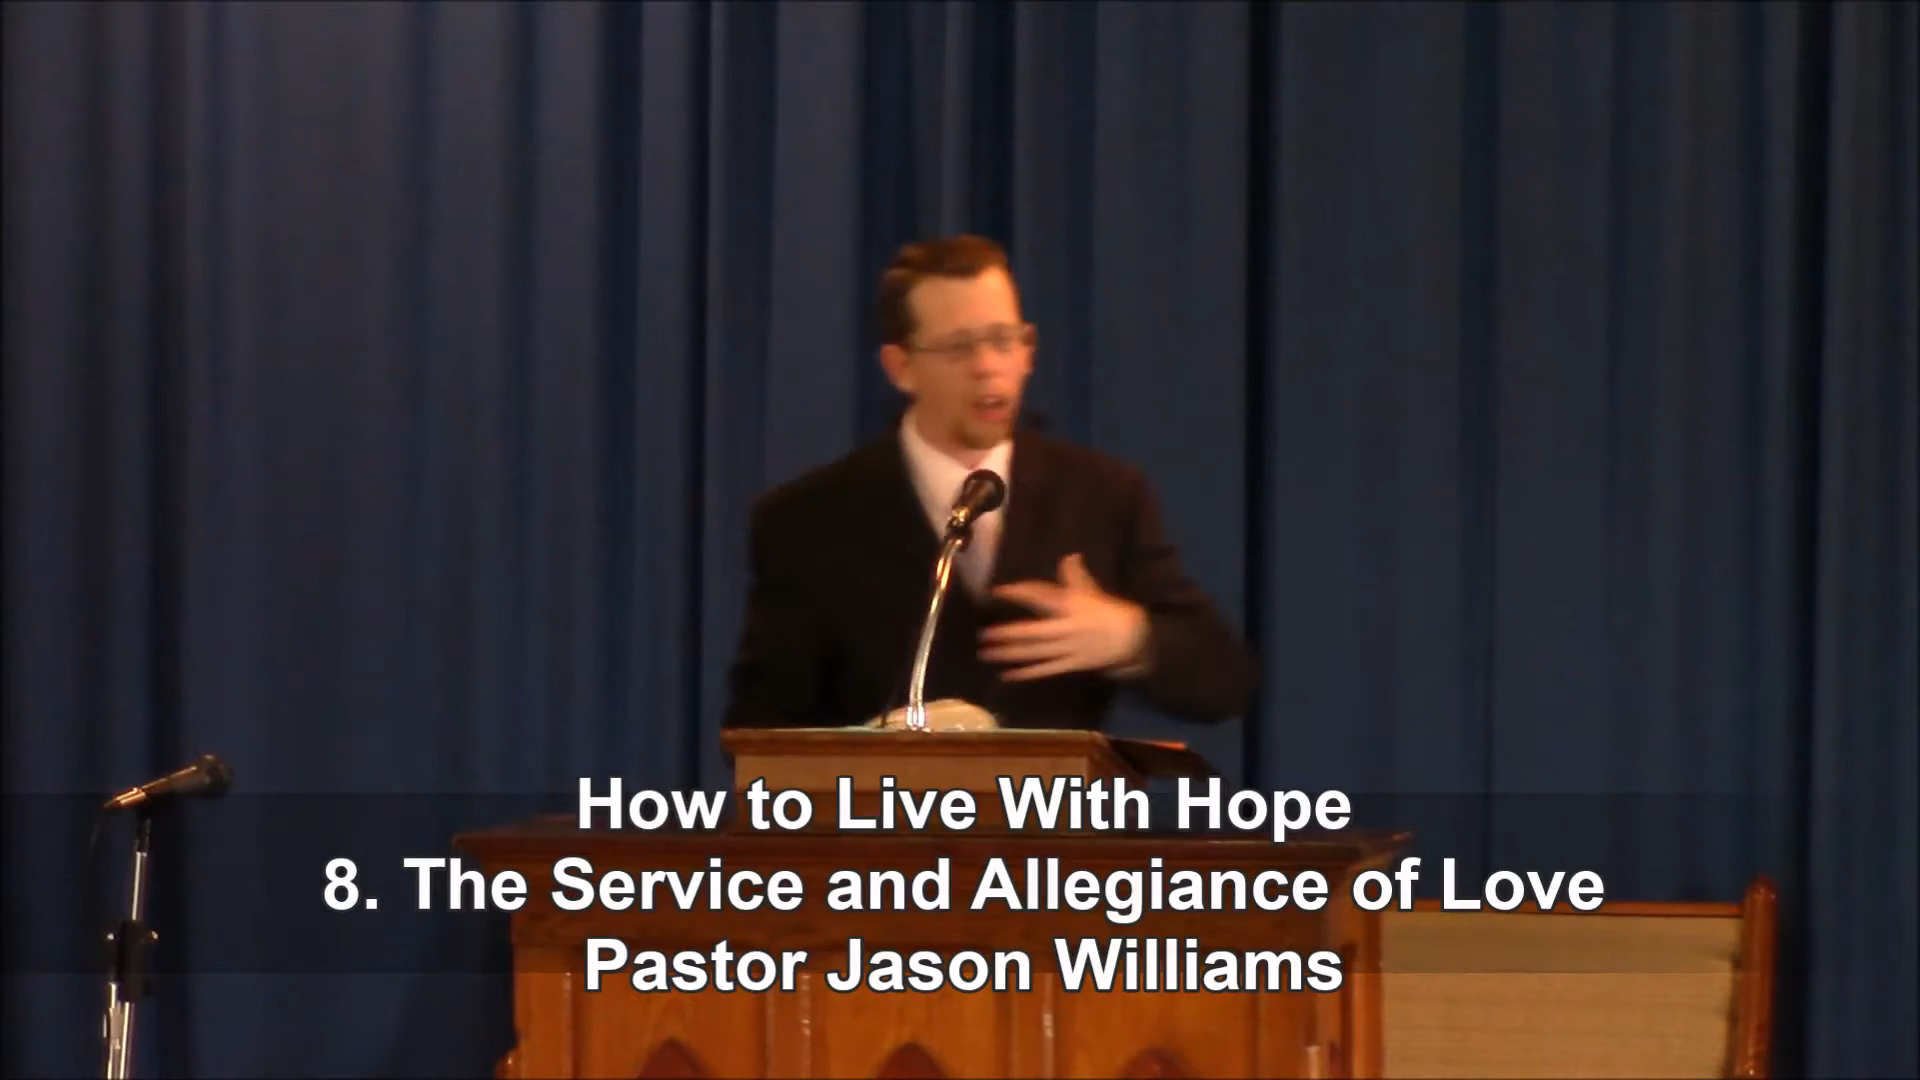 How to Live With Hope
8. The Service and Allegiance of Love
Pastor Jason Williams